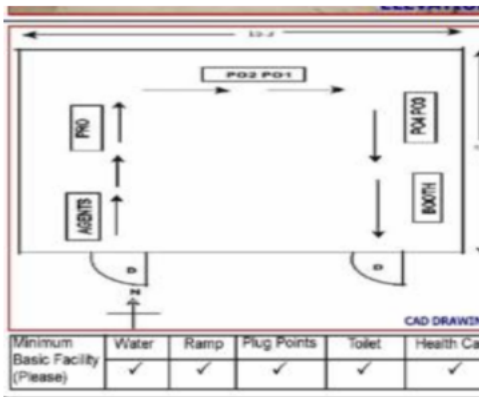 PO2 PO1
PRO
PO4 PO3
AGENTS
BOOTH
D
D
N
CAD DRAWIN
Minimum Basic Facility (Please)
Water
Ramp
Plug Points
Toilet
Health Ca
✓ ✓ ✓ ✓ ✓